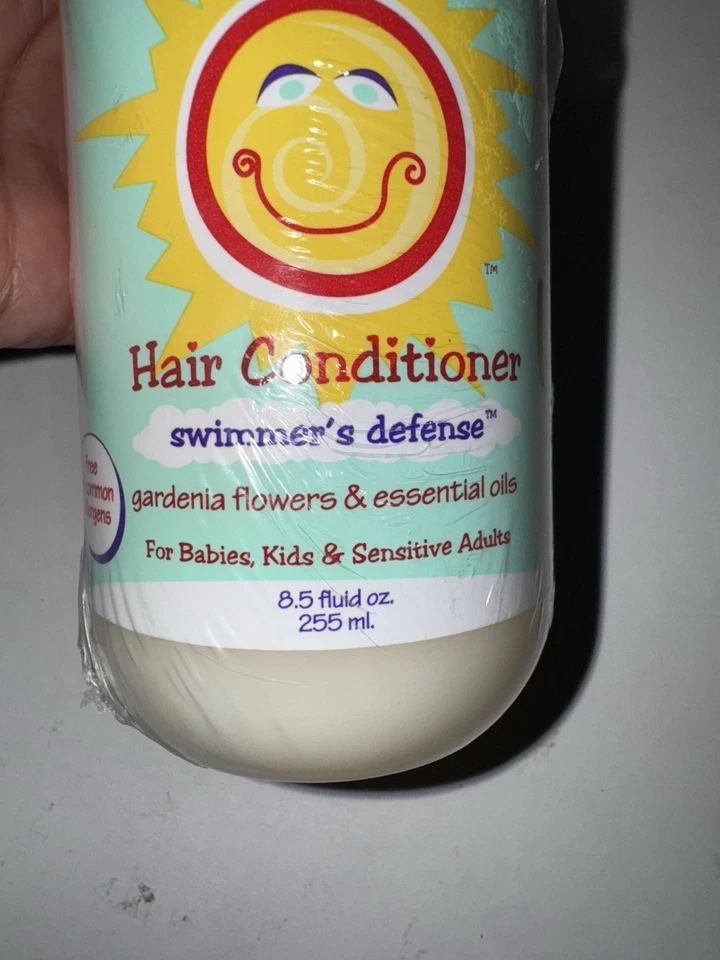 TM
Hair Conditioner
swimmer's defense™
gardenia flowers & essential oils
For Babies, Kids & Sensitive Adults
8.5 fluid oz.
255 ml.
free